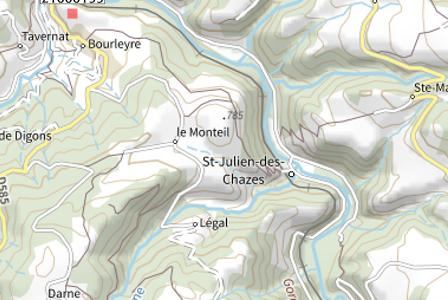 Tavernat
Bourleyre
785
Ste-Ma
de Digons
le Monteil
St-Julien-des-
Chazes
D585
Légal
Darne